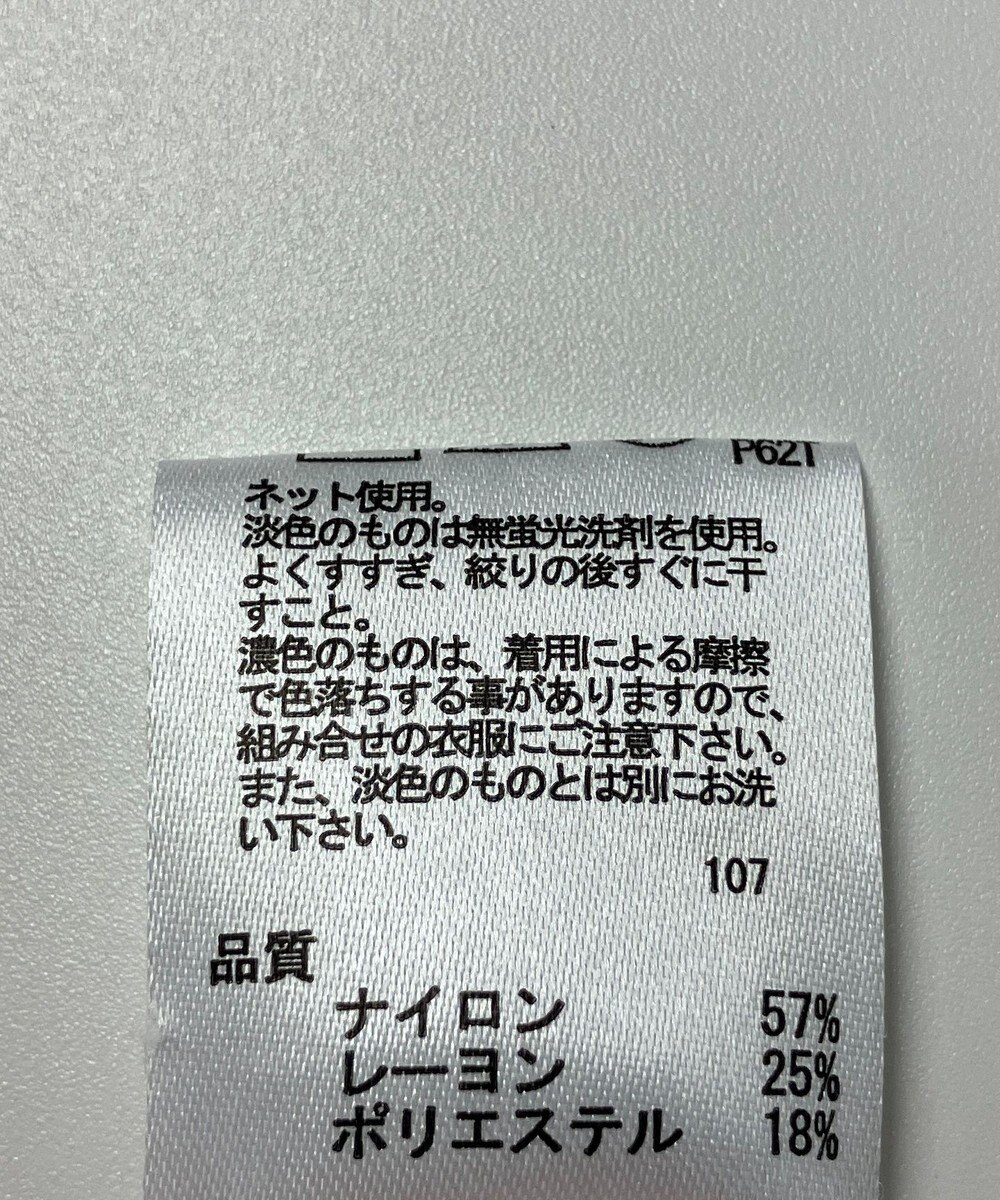 P62T
ネット使用。
淡色のものは無蛍光洗剤を使用。
よくすすぎ、絞りの後すぐに干
すこと。
濃色のものは、着用による摩擦
で色落ちする事がありますので、
組み合せの衣服にご注意下さい。
また、淡色のものとは別にお洗
い下さい。
107
品質
ナイロン 57%
レーヨン 25%
ポリエステル 18%